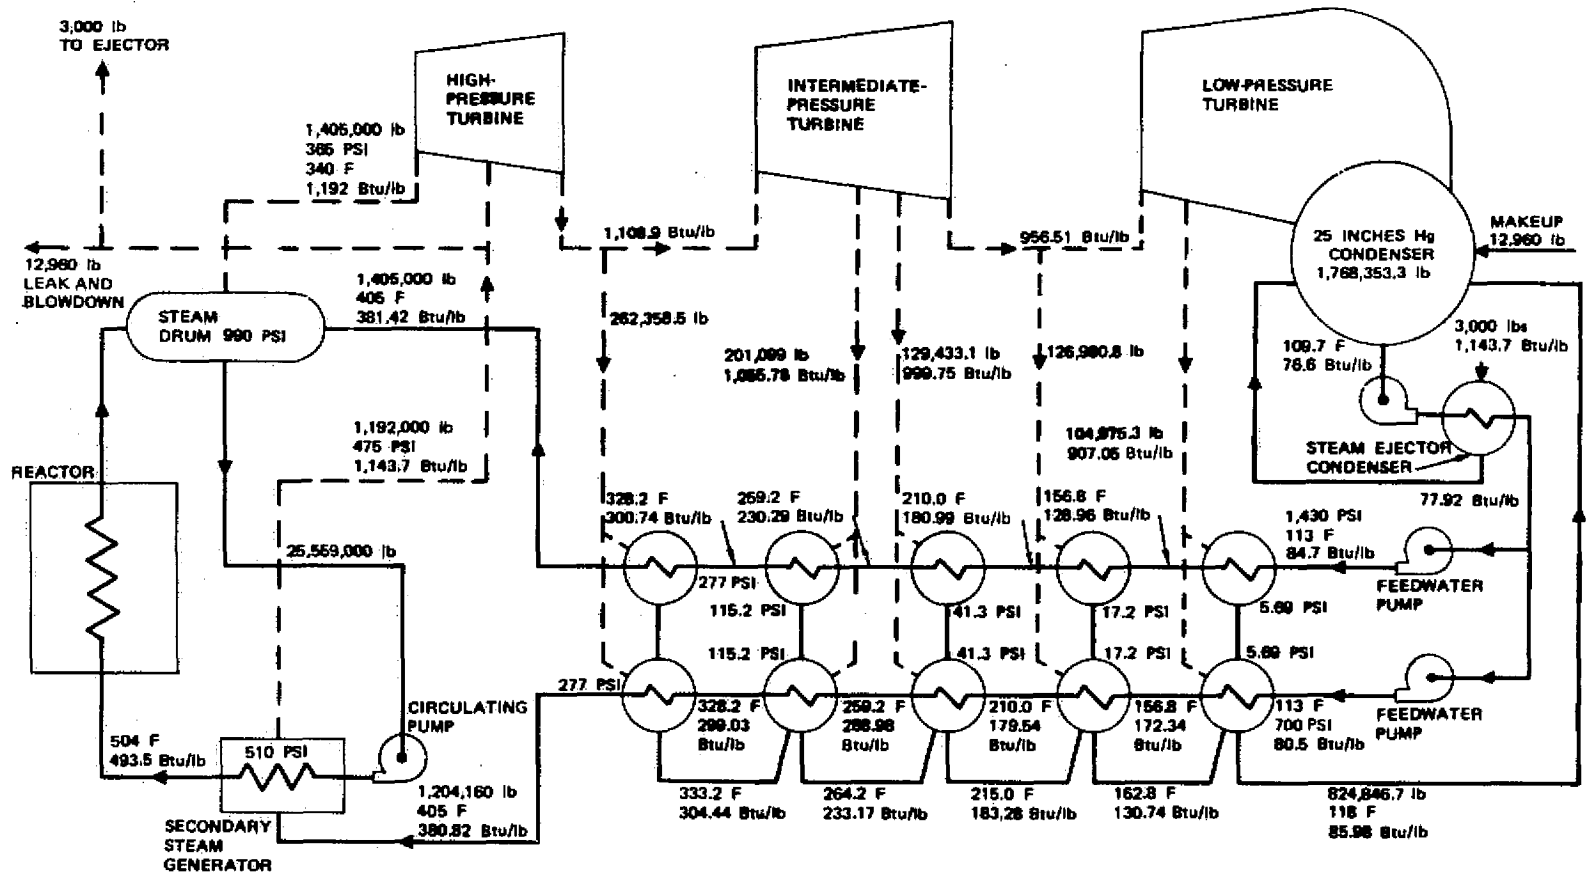 3,000 lb
TO EJECTOR
HIGH-
PRESSURE
TURBINE
INTERMEDIATE-
PRESSURE
TURBINE
LOW-PRESSURE
TURBINE
1,405,000 lb
365 PSI
340 F
1,192 Btu/lb
12,960 lb
LEAK AND
BLOWDOWN
1,108.9 Btu/lb
956.51 Btu/lb
25 INCHES Hg
CONDENSER
1,768,353.3 lb
MAKEUP
12,960 lb
STEAM
DRUM 990 PSI
1,405,000 lb
405 F
381.42 Btu/lb
262,358.5 lb
201,099 lb
1,055.78 Btu/lb
129,433.1 lb
999.75 Btu/lb
126,980.8 lb
109.7 F
76.6 Btu/lb
3,000 lbs
1,143.7 Btu/lb
1,192,000 lb
475 PSI
1,143.7 Btu/lb
104,975.3 lb
907.05 Btu/lb
STEAM EJECTOR
CONDENSER
77.92 Btu/lb
REACTOR
328.2 F
300.74 Btu/lb
259.2 F
230.29 Btu/lb
210.0 F
180.99 Btu/lb
156.8 F
128.96 Btu/lb
1,430 PSI
113 F
84.7 Btu/lb
25,559,000 lb
277 PSI
115.2 PSI
41.3 PSI
17.2 PSI
5.69 PSI
FEEDWATER
PUMP
115.2 PSI
41.3 PSI
17.2 PSI
5.69 PSI
277 PSI
328.2 F
299.03
Btu/lb
259.2 F
Btu/lb
210.0 F
179.54
Btu/lb
156.8 F
172.34
Btu/lb
113 F
700 PSI
80.5 Btu/lb
FEEDWATER
PUMP
CIRCULATING
PUMP
504 F
493.5 Btu/lb
510 PSI
1,204,160 lb
405 F
380.82 Btu/lb
333.2 F
304.44 Btu/lb
264.2 F
233.17 Btu/lb
215.0 F
183.28 Btu/lb
162.8 F
130.74 Btu/lb
824,846.7 lb
118 F
85.98 Btu/lb
SECONDARY
STEAM
GENERATOR